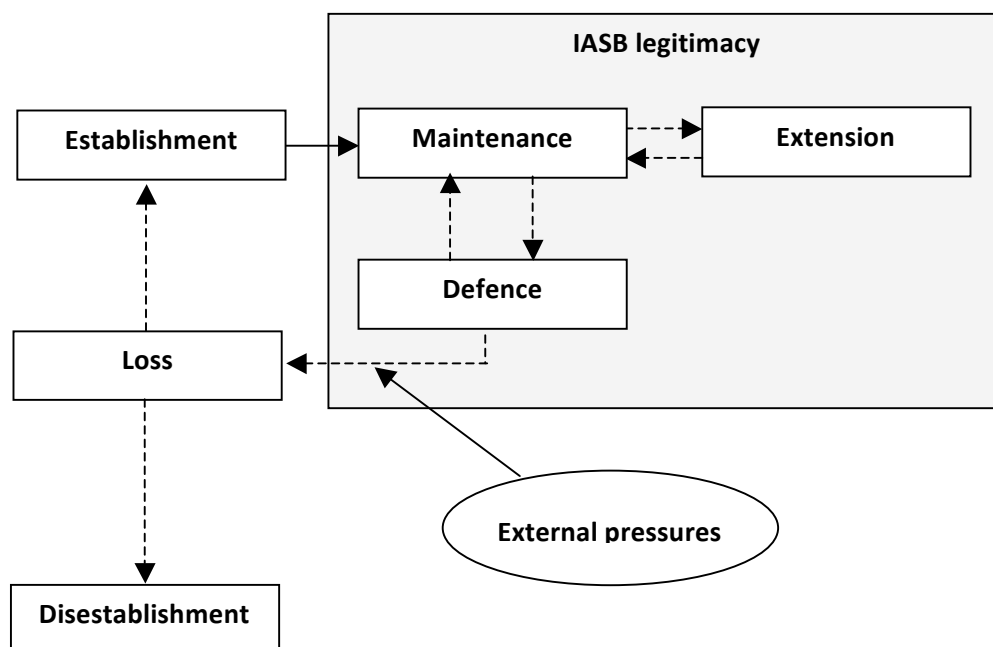 IASB legitimacy
Establishment
Maintenance
Extension
Defence
Loss
External pressures
Disestablishment